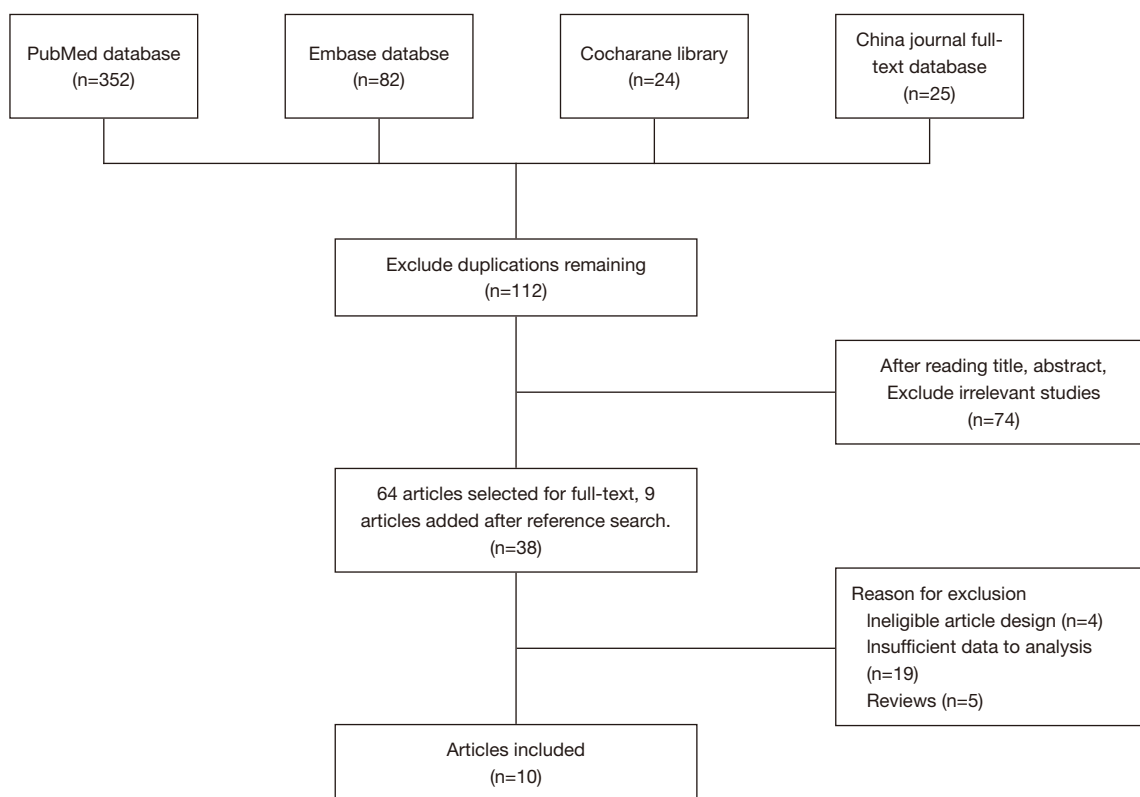 PubMed database
(n=352)
Embase databse
(n=82)
Cocharane library
(n=24)
China journal full-
text database
(n=25)
Exclude duplications remaining
(n=112)
After reading title, abstract,
Exclude irrelevant studies
(n=74)
64 articles selected for full-text, 9
articles added after reference search.
(n=38)
Reason for exclusion
Ineligible article design (n=4)
Insufficient data to analysis
(n=19)
Reviews (n=5)
Articles included
(n=10)